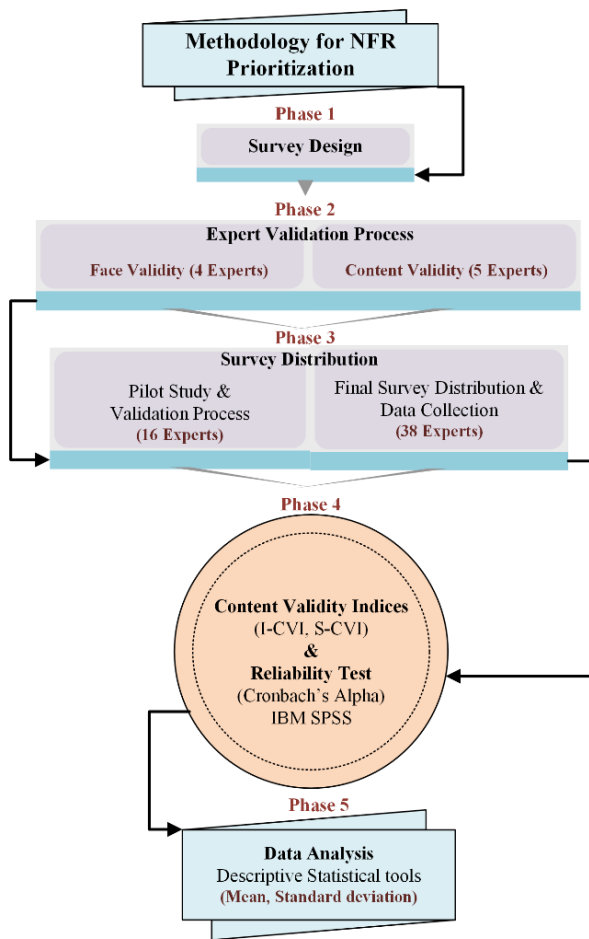 Methodology for NFR
Prioritization
Phase 1
Survey Design
Phase 2
Expert Validation Process
Face Validity (4 Experts)
Content Validity (5 Experts)
Phase 3
Survey Distribution
Pilot Study &
Validation Process
(16 Experts)
Final Survey Distribution &
Data Collection
(38 Experts)
Phase 4
Content Validity Indices
(I-CVI, S-CVI)
&
Reliability Test
(Cronbach's Alpha)
IBM SPSS
Phase 5
Data Analysis
Descriptive Statistical tools
(Mean, Standard deviation)